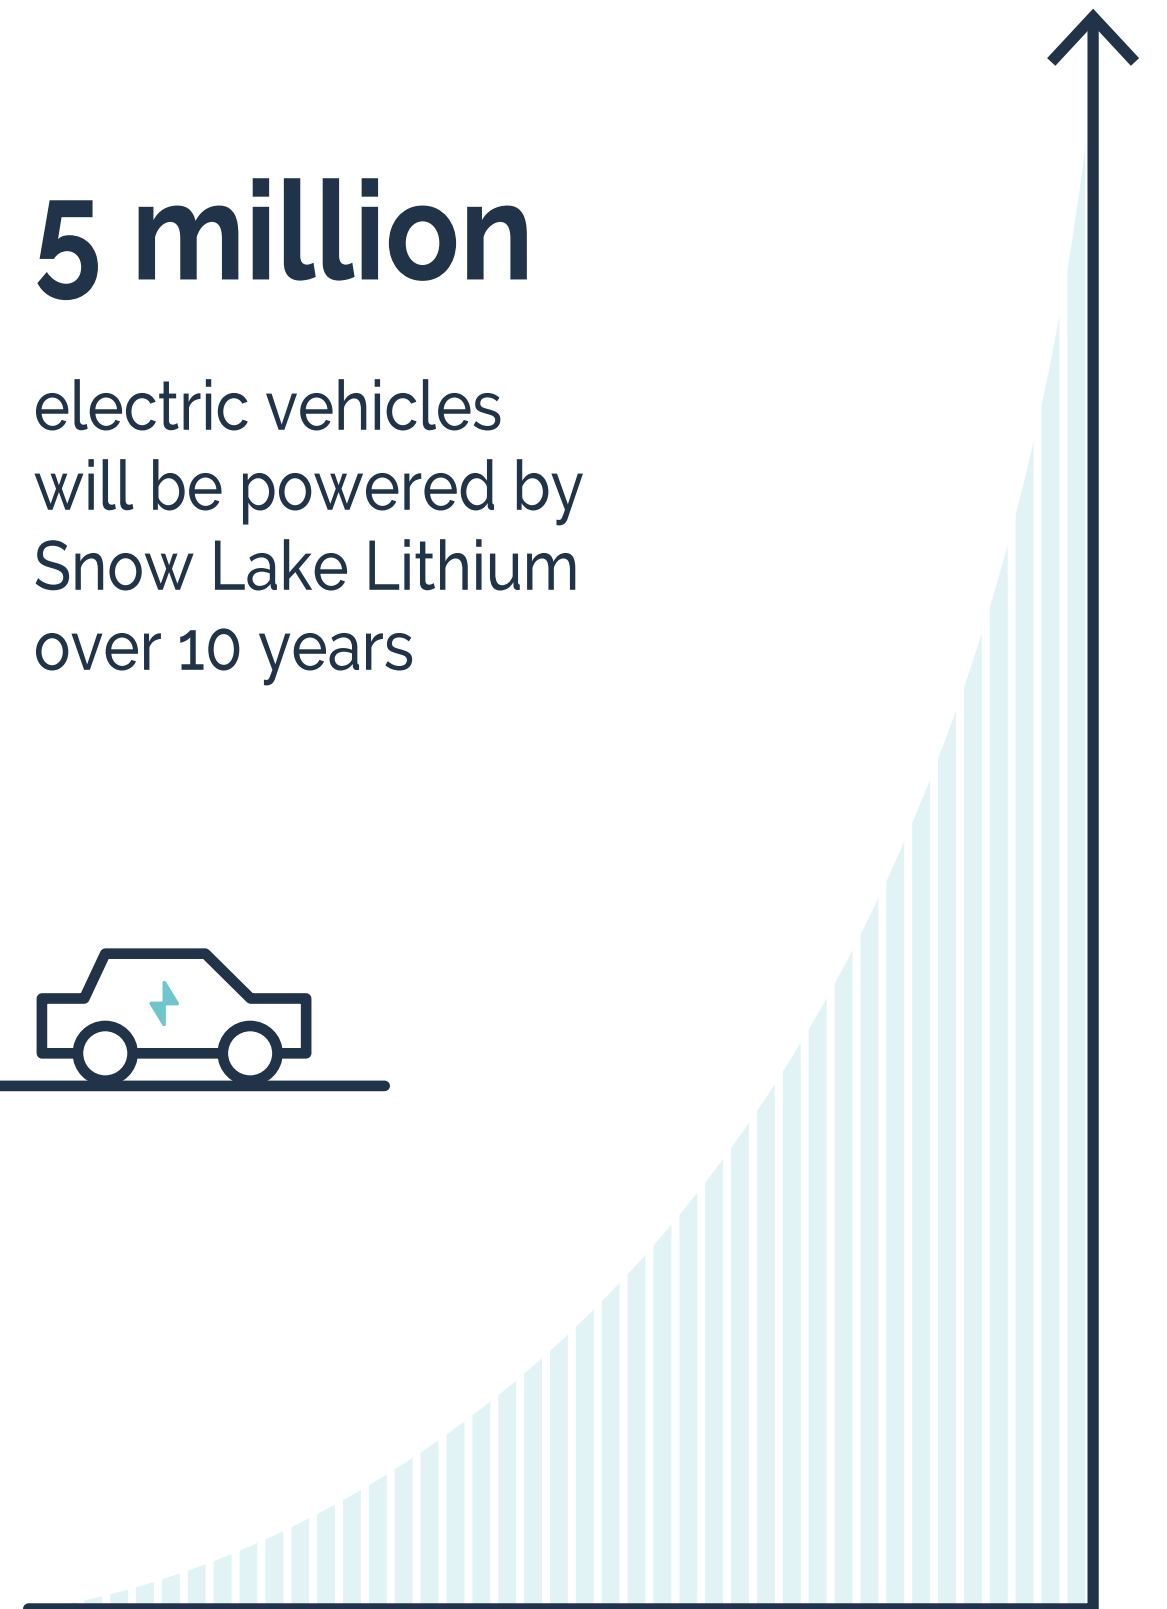 5 million
electric vehicles
will be powered by
Snow Lake Lithium
over 10 years